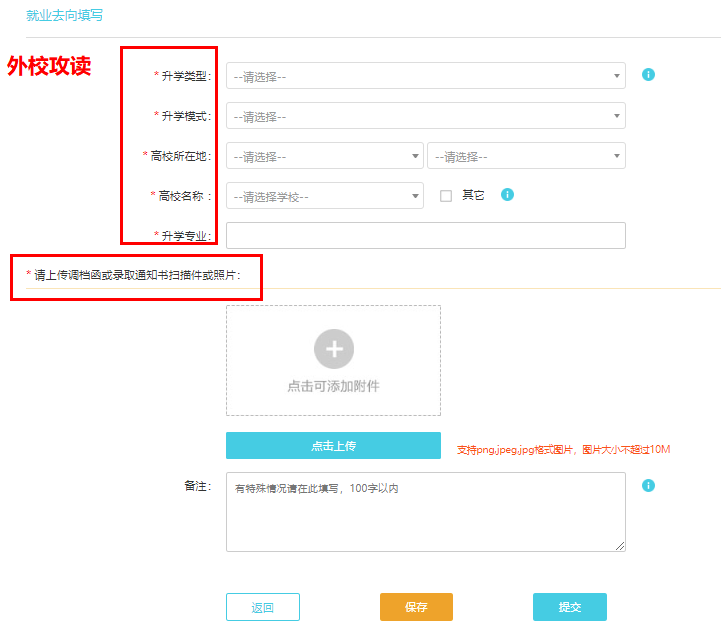 就业去向填写
外校攻读
* 升学类型： --请选择--
* 升学模式： --请选择--
* 高校所在地： --请选择-- --请选择--
* 高校名称： --请选择学校-- 其它
* 升学专业：
* 请上传调档函或录取通知书扫描件或照片：
点击可添加附件
点击上传 支持png,jpeg,jpg格式图片，图片大小不超过10M
备注： 有特殊情况请在此填写，100字以内
返回 保存 提交